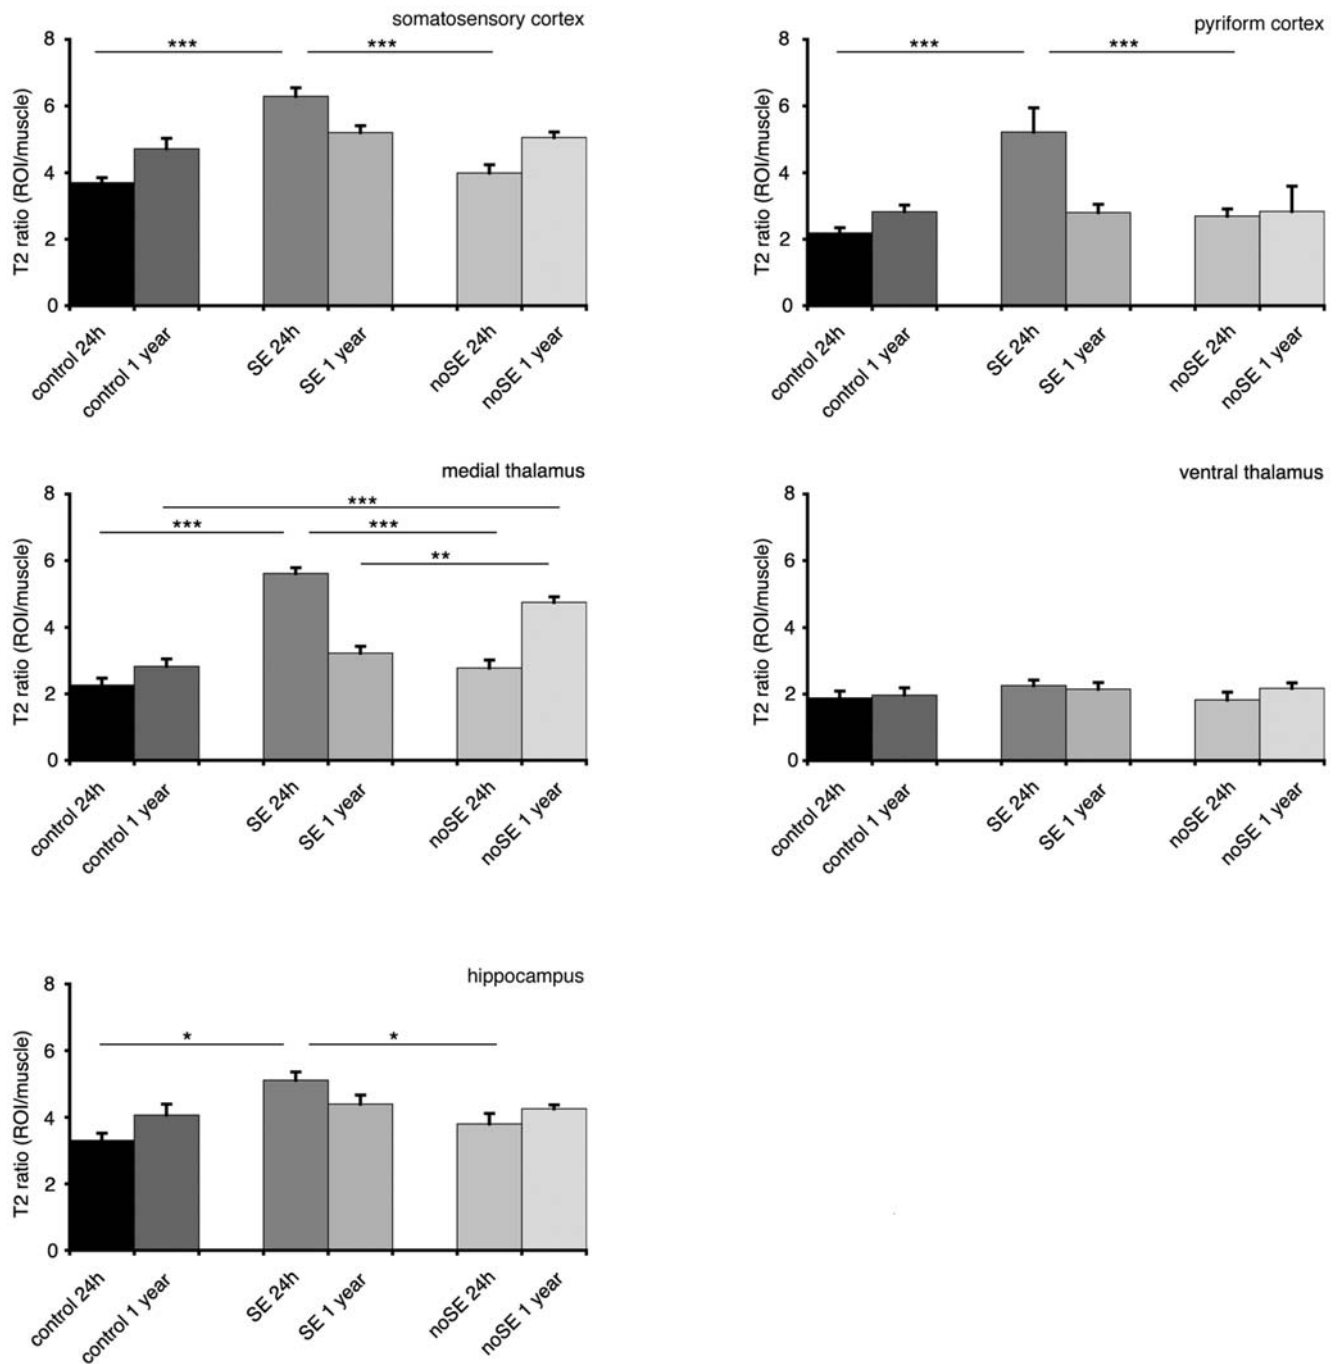 somatosensory cortex
T2 ratio (ROI/muscle)
8
6
4
2
0
***
***
control 24h
control 1 year
SE 24h
SE 1 year
noSE 24h
noSE 1 year
pyriform cortex
T2 ratio (ROI/muscle)
8
6
4
2
0
***
***
control 24h
control 1 year
SE 24h
SE 1 year
noSE 24h
noSE 1 year
medial thalamus
T2 ratio (ROI/muscle)
8
6
4
2
0
***
***
***
**
control 24h
control 1 year
SE 24h
SE 1 year
noSE 24h
noSE 1 year
ventral thalamus
T2 ratio (ROI/muscle)
8
6
4
2
0
control 24h
control 1 year
SE 24h
SE 1 year
noSE 24h
noSE 1 year
hippocampus
T2 ratio (ROI/muscle)
8
6
4
2
0
*
*
control 24h
control 1 year
SE 24h
SE 1 year
noSE 24h
noSE 1 year